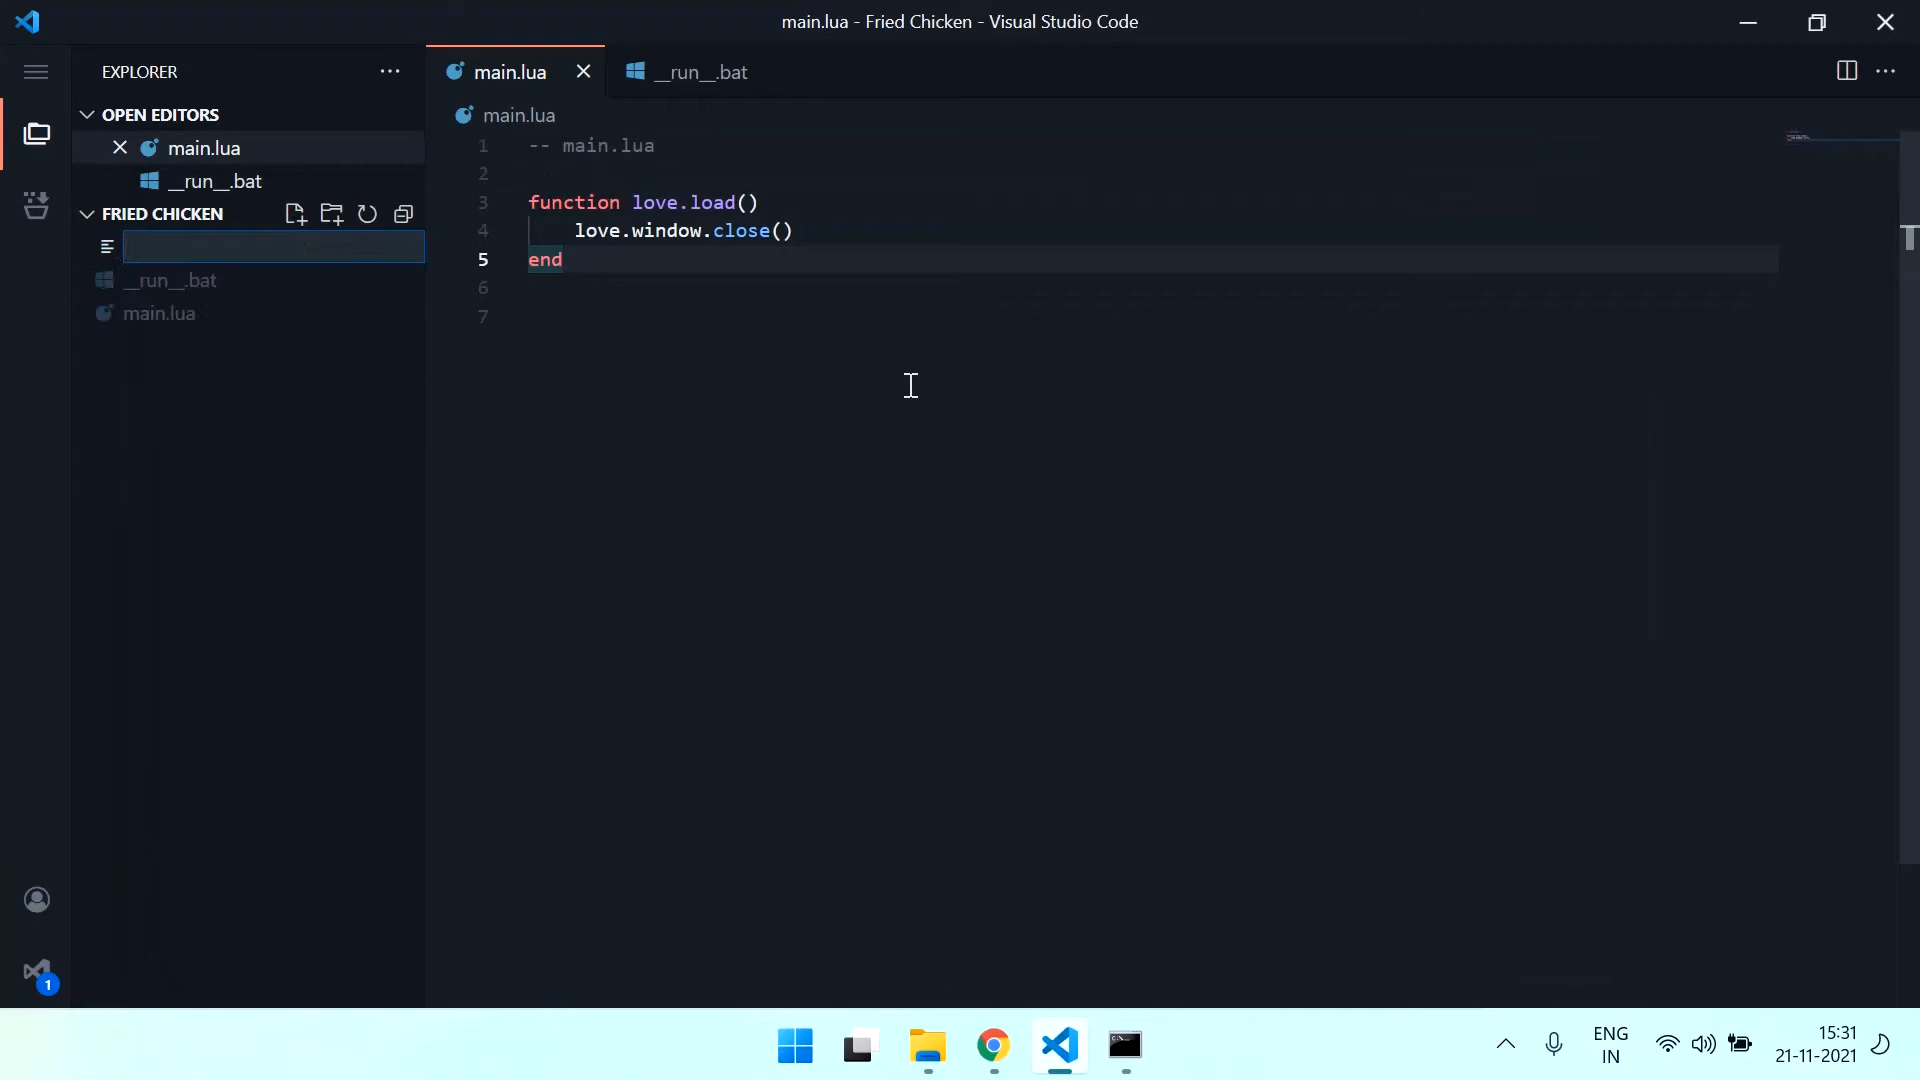 main.lua - Fried Chicken - Visual Studio Code
EXPLORER
main.lua
__run__.bat
OPEN EDITORS
main.lua
__run__.bat
FRIED CHICKEN
__run__.bat
main.lua
main.lua
1 -- main.lua
2
3 function love.load()
4 love.window.close()
5 end
6
7
1
ENG
IN
15:31
21-11-2021